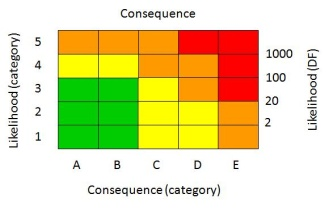 Consequence
Likelihood (category)
5
4
3
2
1
1000
100
20
2
Likelihood (DF)
A B C D E
Consequence (category)